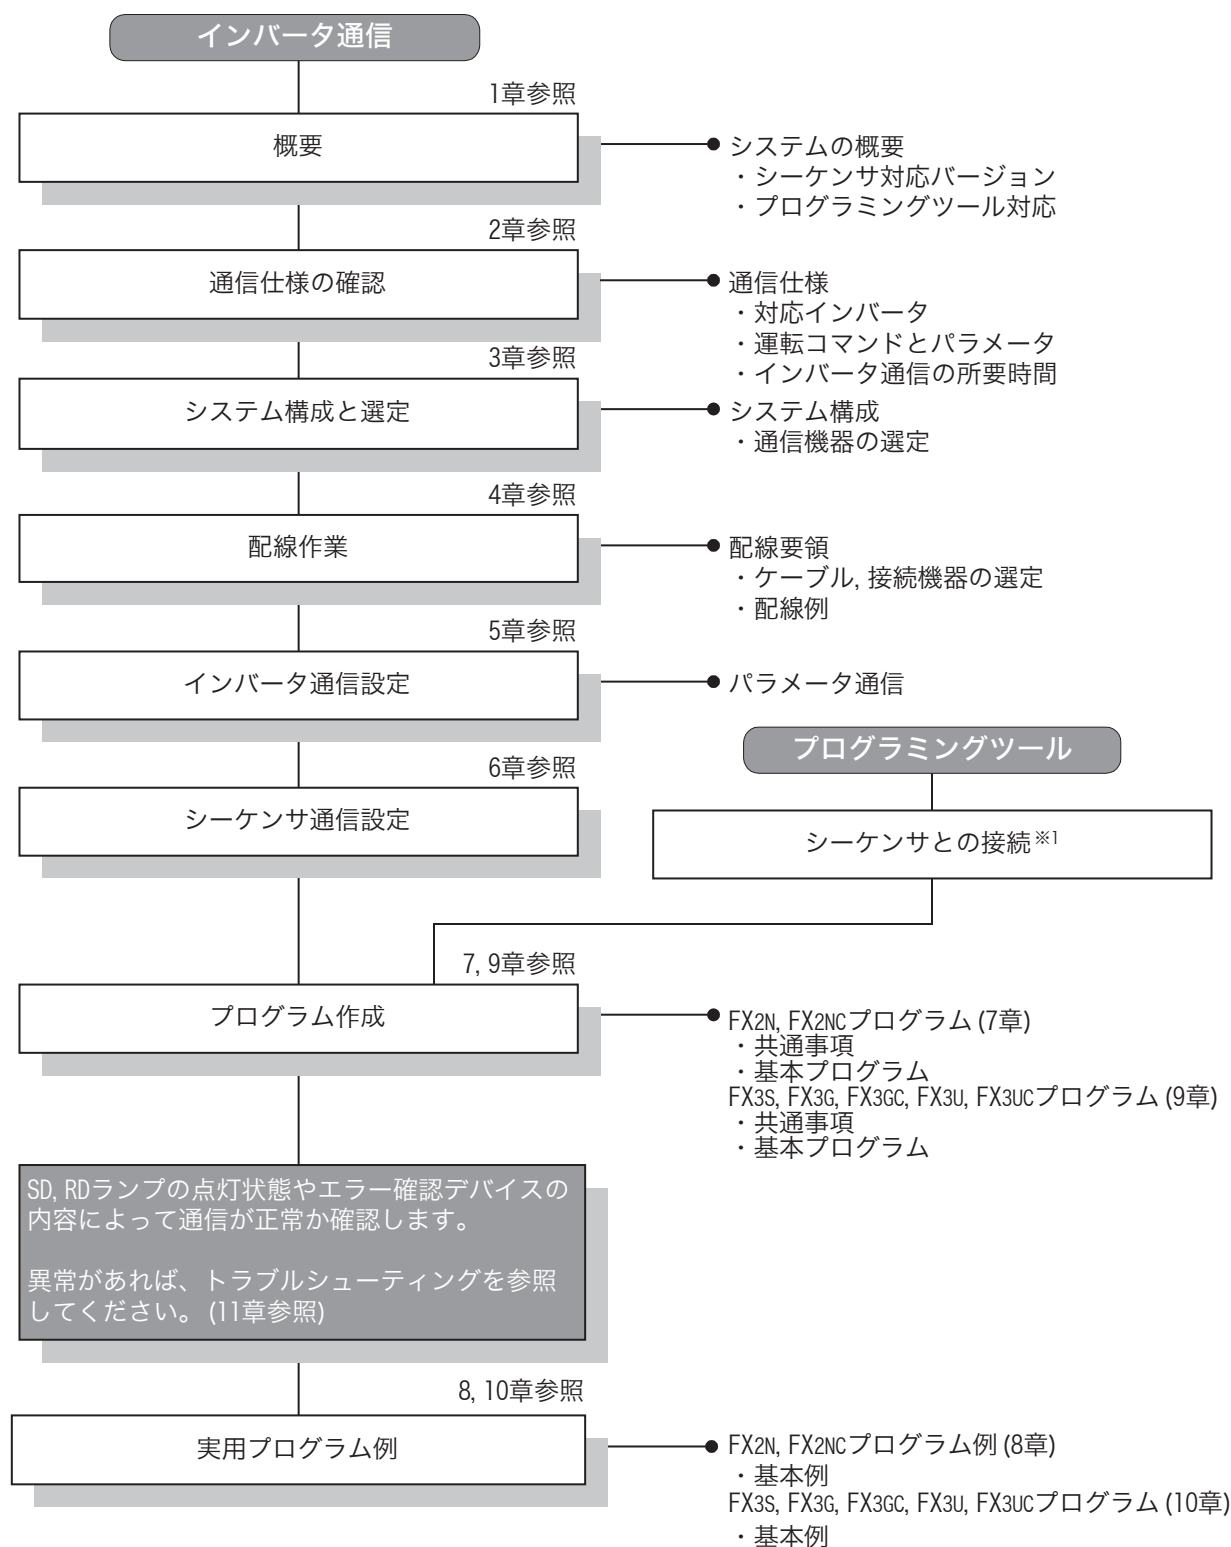 インバータ通信
1章参照
概要
システムの概要
・シーケンサ対応バージョン
・プログラミングツール対応
2章参照
通信仕様の確認
通信仕様
・対応インバータ
・運転コマンドとパラメータ
・インバータ通信の所要時間
3章参照
システム構成と選定
システム構成
・通信機器の選定
4章参照
配線作業
配線要領
・ケーブル, 接続機器の選定
・配線例
5章参照
インバータ通信設定
パラメータ通信
プログラミングツール
6章参照
シーケンサ通信設定
シーケンサとの接続※1
7, 9章参照
プログラム作成
FX2N, FX2NCプログラム (7章)
・共通事項
・基本プログラム
FX3S, FX3G, FX3GC, FX3U, FX3UCプログラム (9章)
・共通事項
・基本プログラム
SD, RDランプの点灯状態やエラー確認デバイスの
内容によって通信が正常か確認します。
異常があれば、トラブルシューティングを参照
してください。 (11章参照)
8, 10章参照
実用プログラム例
FX2N, FX2NCプログラム例 (8章)
・基本例
FX3S, FX3G, FX3GC, FX3U, FX3UCプログラム (10章)
・基本例